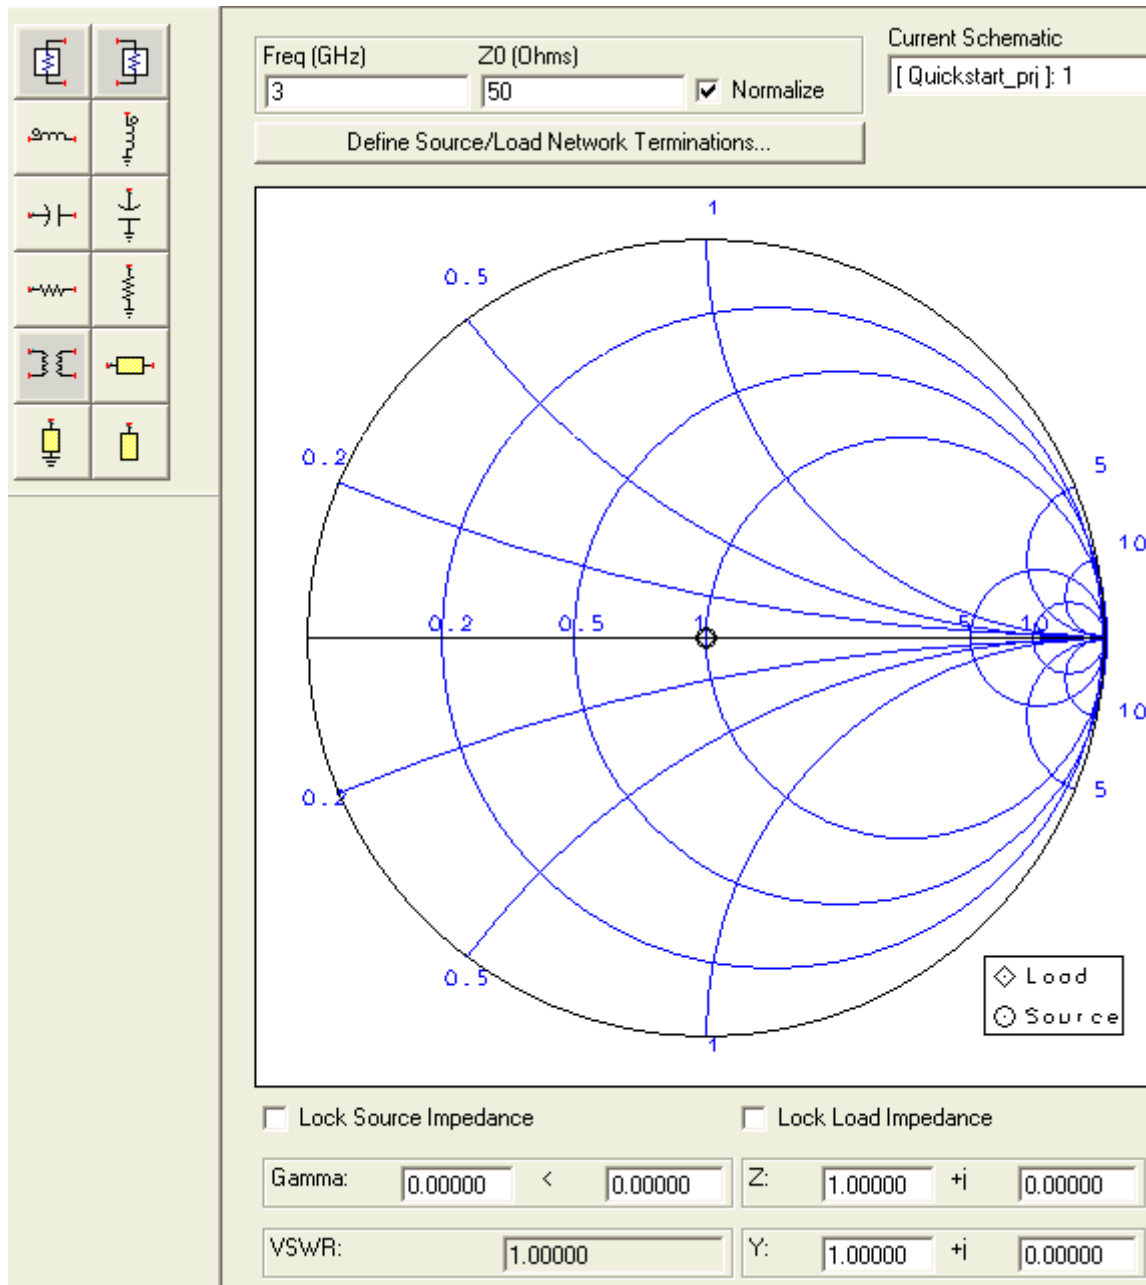 Current Schematic
Freq (GHz) Z0 (Ohms)
3 50 Normalize
[ Quickstart_prj ]: 1
Define Source/Load Network Terminations...
1
0.5
0.2 5
10
0.2 0.5 1 5 10
10
0.2 5
0.5
Load
Source
1
Lock Source Impedance Lock Load Impedance
Gamma: 0.00000 < 0.00000 Z: 1.00000 +j 0.00000
VSWR: 1.00000 Y: 1.00000 +j 0.00000